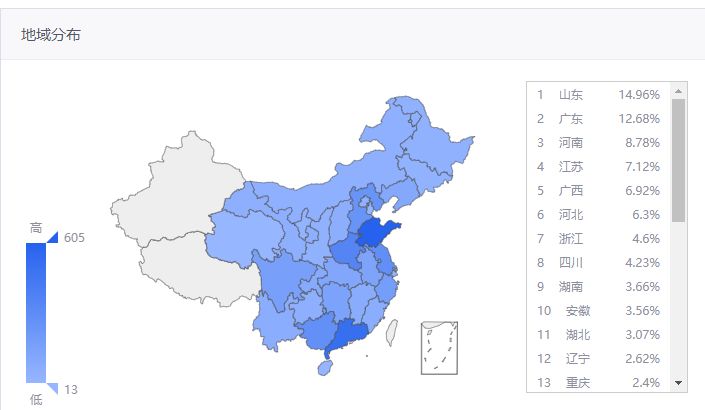 地域分布
1 山东 14.96%
2 广东 12.68%
3 河南 8.78%
4 江苏 7.12%
5 广西 6.92%
6 河北 6.3%
7 浙江 4.6%
8 四川 4.23%
9 湖南 3.66%
10 安徽 3.56%
11 湖北 3.07%
12 辽宁 2.62%
13 重庆 2.4%
高
605
13
低